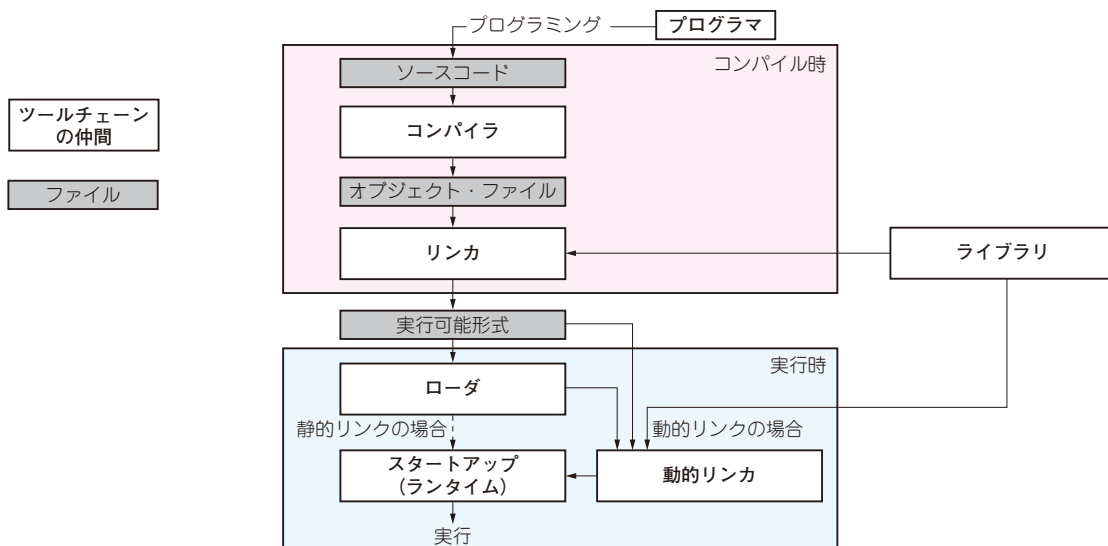 プログラミング
プログラマ
コンパイル時
ソースコード
ツールチェーン
の仲間
コンパイラ
ファイル
オブジェクト・ファイル
リンカ
ライブラリ
実行可能形式
実行時
ローダ
静的リンクの場合
動的リンクの場合
スタートアップ
(ランタイム)
動的リンカ
実行